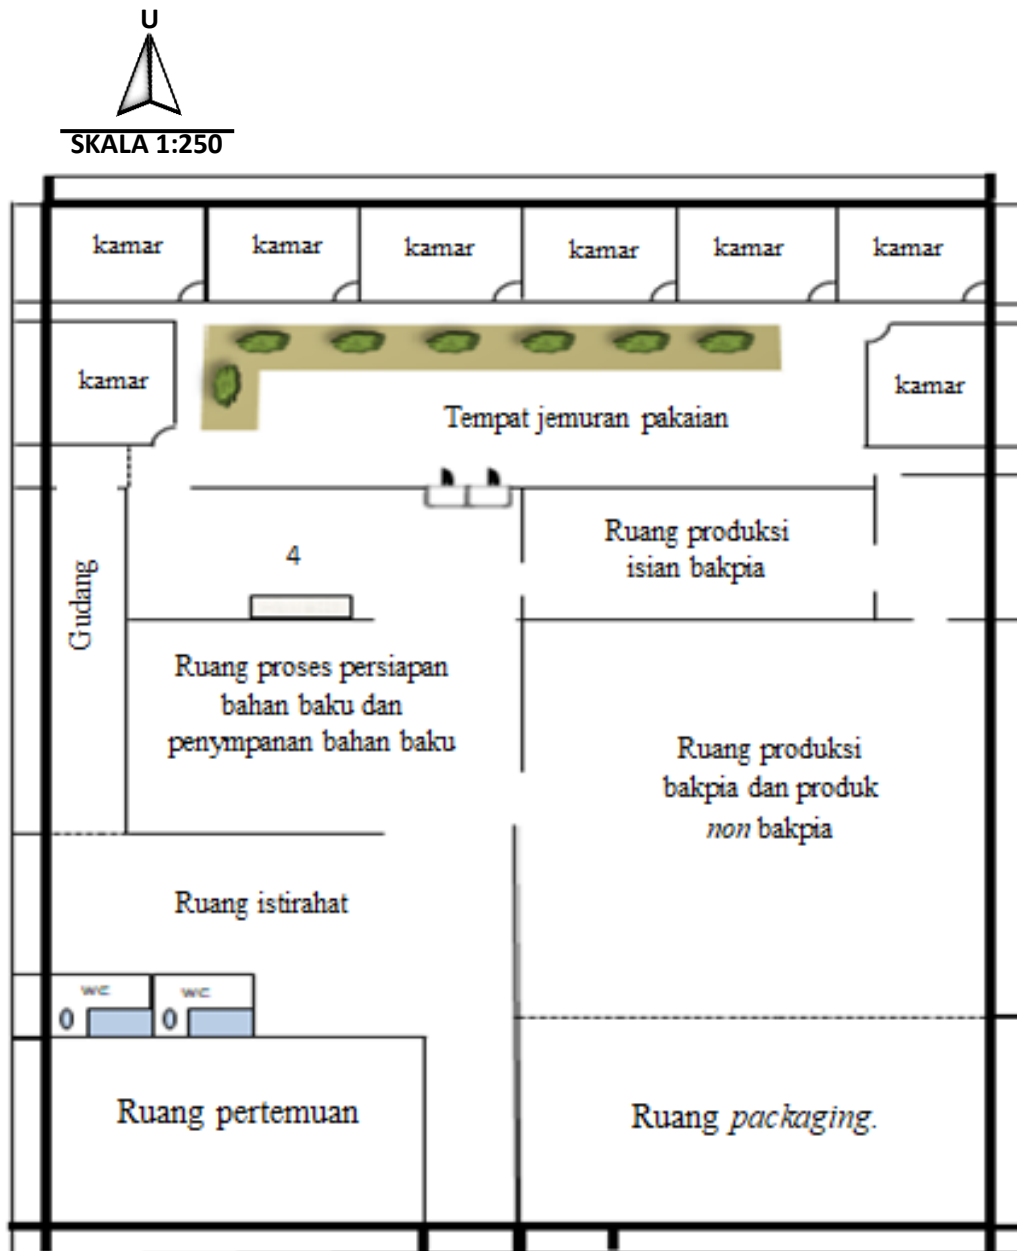 U
SKALA 1:250
kamar
kamar
kamar
kamar
kamar
kamar
kamar
kamar
Tempat jemuran pakaian
4
Ruang produksi
isian bakpia
Gudang
Ruang proses persiapan
bahan baku dan
penympanan bahan baku
Ruang produksi
bakpia dan produk
non bakpia
Ruang istirahat
wc
wc
Ruang pertemuan
Ruang packaging.